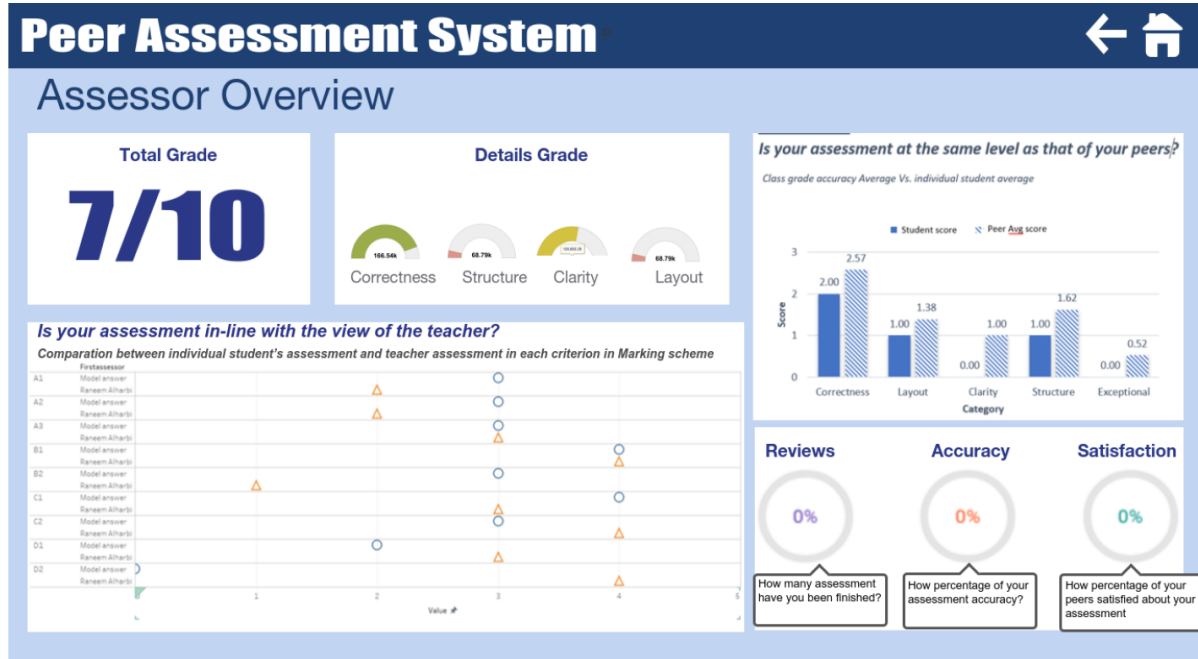 Peer Assessment System
Assessor Overview
Total Grade
7/10
Details Grade
166.54k
68.79k
68.79k
Correctness Structure Clarity Layout
Is your assessment at the same level as that of your peers?
Class grade accuracy Average Vs. individual student average
Student score Peer Avg score
3
2
1
0
Score
2.00 2.57
1.00 1.38
0.00 1.00
1.00 1.62
0.00 0.52
Correctness Layout Clarity Structure Exceptional
Category
Is your assessment in-line with the view of the teacher?
Comparation between individual student's assessment and teacher assessment in each criterion in Marking scheme
Firstassessor
A1 Model answer
Raneem Alharbi
A2 Model answer
Raneem Alharbi
A3 Model answer
Raneem Alharbi
B1 Model answer
Raneem Alharbi
B2 Model answer
Raneem Alharbi
C1 Model answer
Raneem Alharbi
C2 Model answer
Raneem Alharbi
D1 Model answer
Raneem Alharbi
D2 Model answer
Raneem Alharbi
1 2 3 4 5
Value
Reviews Accuracy Satisfaction
0% 0% 0%
How many assessment
have you been finished?
How percentage of your
assessment accuracy?
How percentage of your
peers satisfied about your
assessment